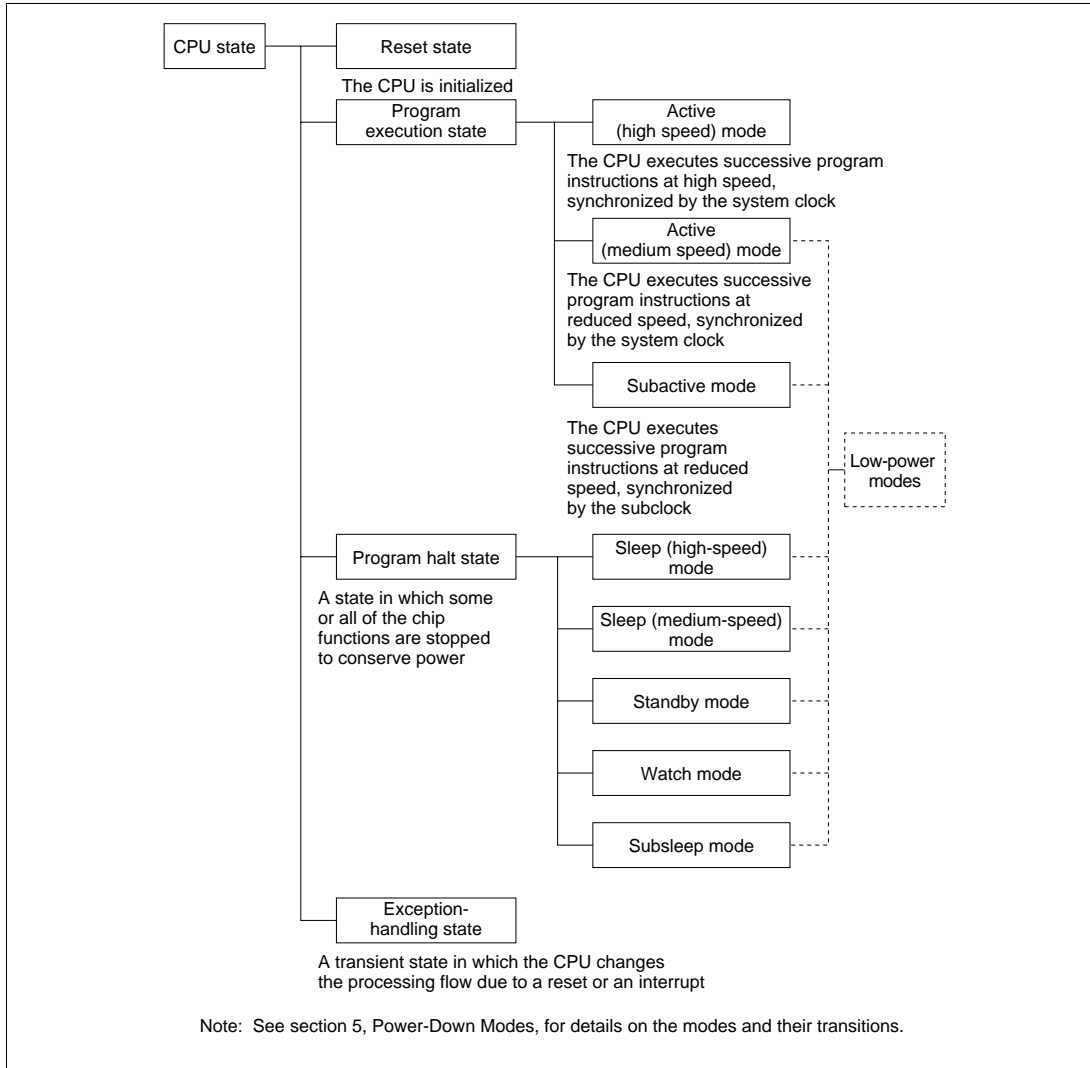 CPU state
Reset state
The CPU is initialized
Program
execution state
Active
(high speed) mode
The CPU executes successive program
instructions at high speed,
synchronized by the system clock
Active
(medium speed) mode
The CPU executes successive
program instructions at
reduced speed, synchronized
by the system clock
Subactive mode
The CPU executes
successive program
instructions at reduced
speed, synchronized
by the subclock
Low-power
modes
Program halt state
A state in which some
or all of the chip
functions are stopped
to conserve power
Sleep (high-speed)
mode
Sleep (medium-speed)
mode
Standby mode
Watch mode
Subsleep mode
Exception-
handling state
A transient state in which the CPU changes
the processing flow due to a reset or an interrupt
Note: See section 5, Power-Down Modes, for details on the modes and their transitions.